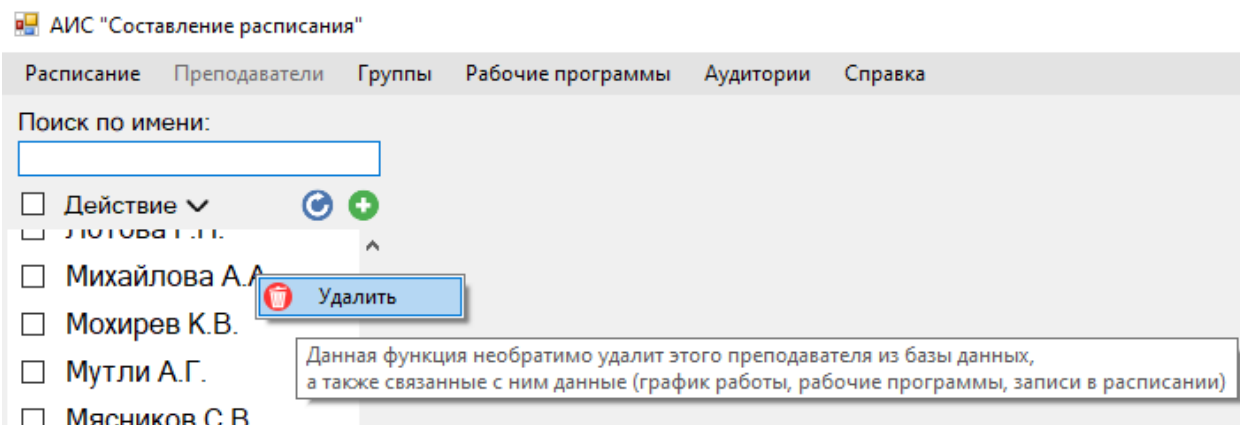 АИС "Составление расписания"
Расписание Преподаватели Группы Рабочие программы Аудитории Справка
Поиск по имени:
Действие
Михайлова А.А
Удалить
Мохирев К.В.
Данная функция необратимо удалит этого преподавателя из базы данных,
а также связанные с ним данные (график работы, рабочие программы, записи в расписании)
Мутли А.Г.
Мясников С.В